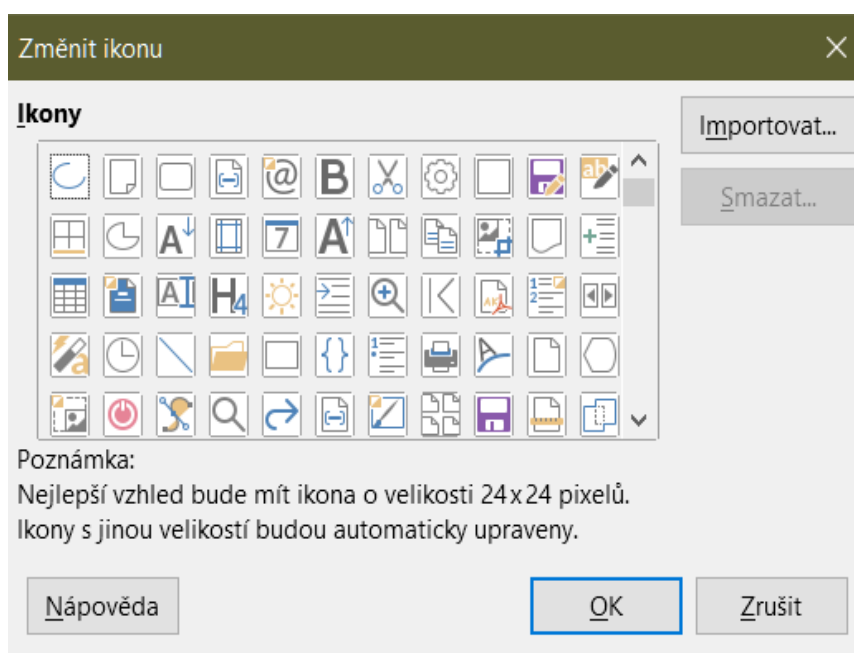 Změnit ikonu
Ikony
Importovat...
Smazat...
Poznámka:
Nejlepší vzhled bude mít ikona o velikosti 24x24 pixelů.
Ikony s jinou velikostí budou automaticky upraveny.
Nápověda
OK
Zrušit